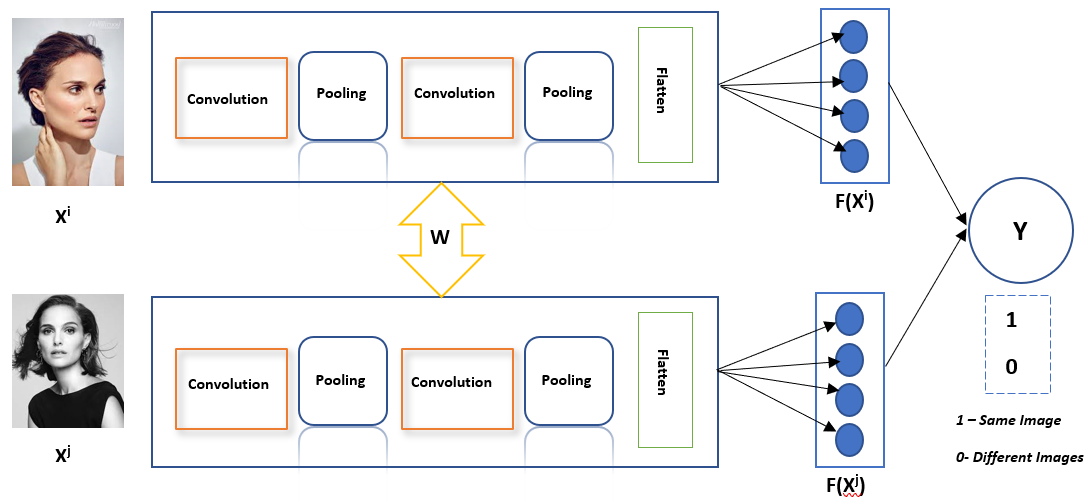 Convolution
Pooling
Convolution
Pooling
Flatten
Xⁱ
F(Xⁱ)
W
Y
Convolution
Pooling
Convolution
Pooling
Flatten
Xʲ
F(Xʲ)
1
0
1 – Same Image
0- Different Images